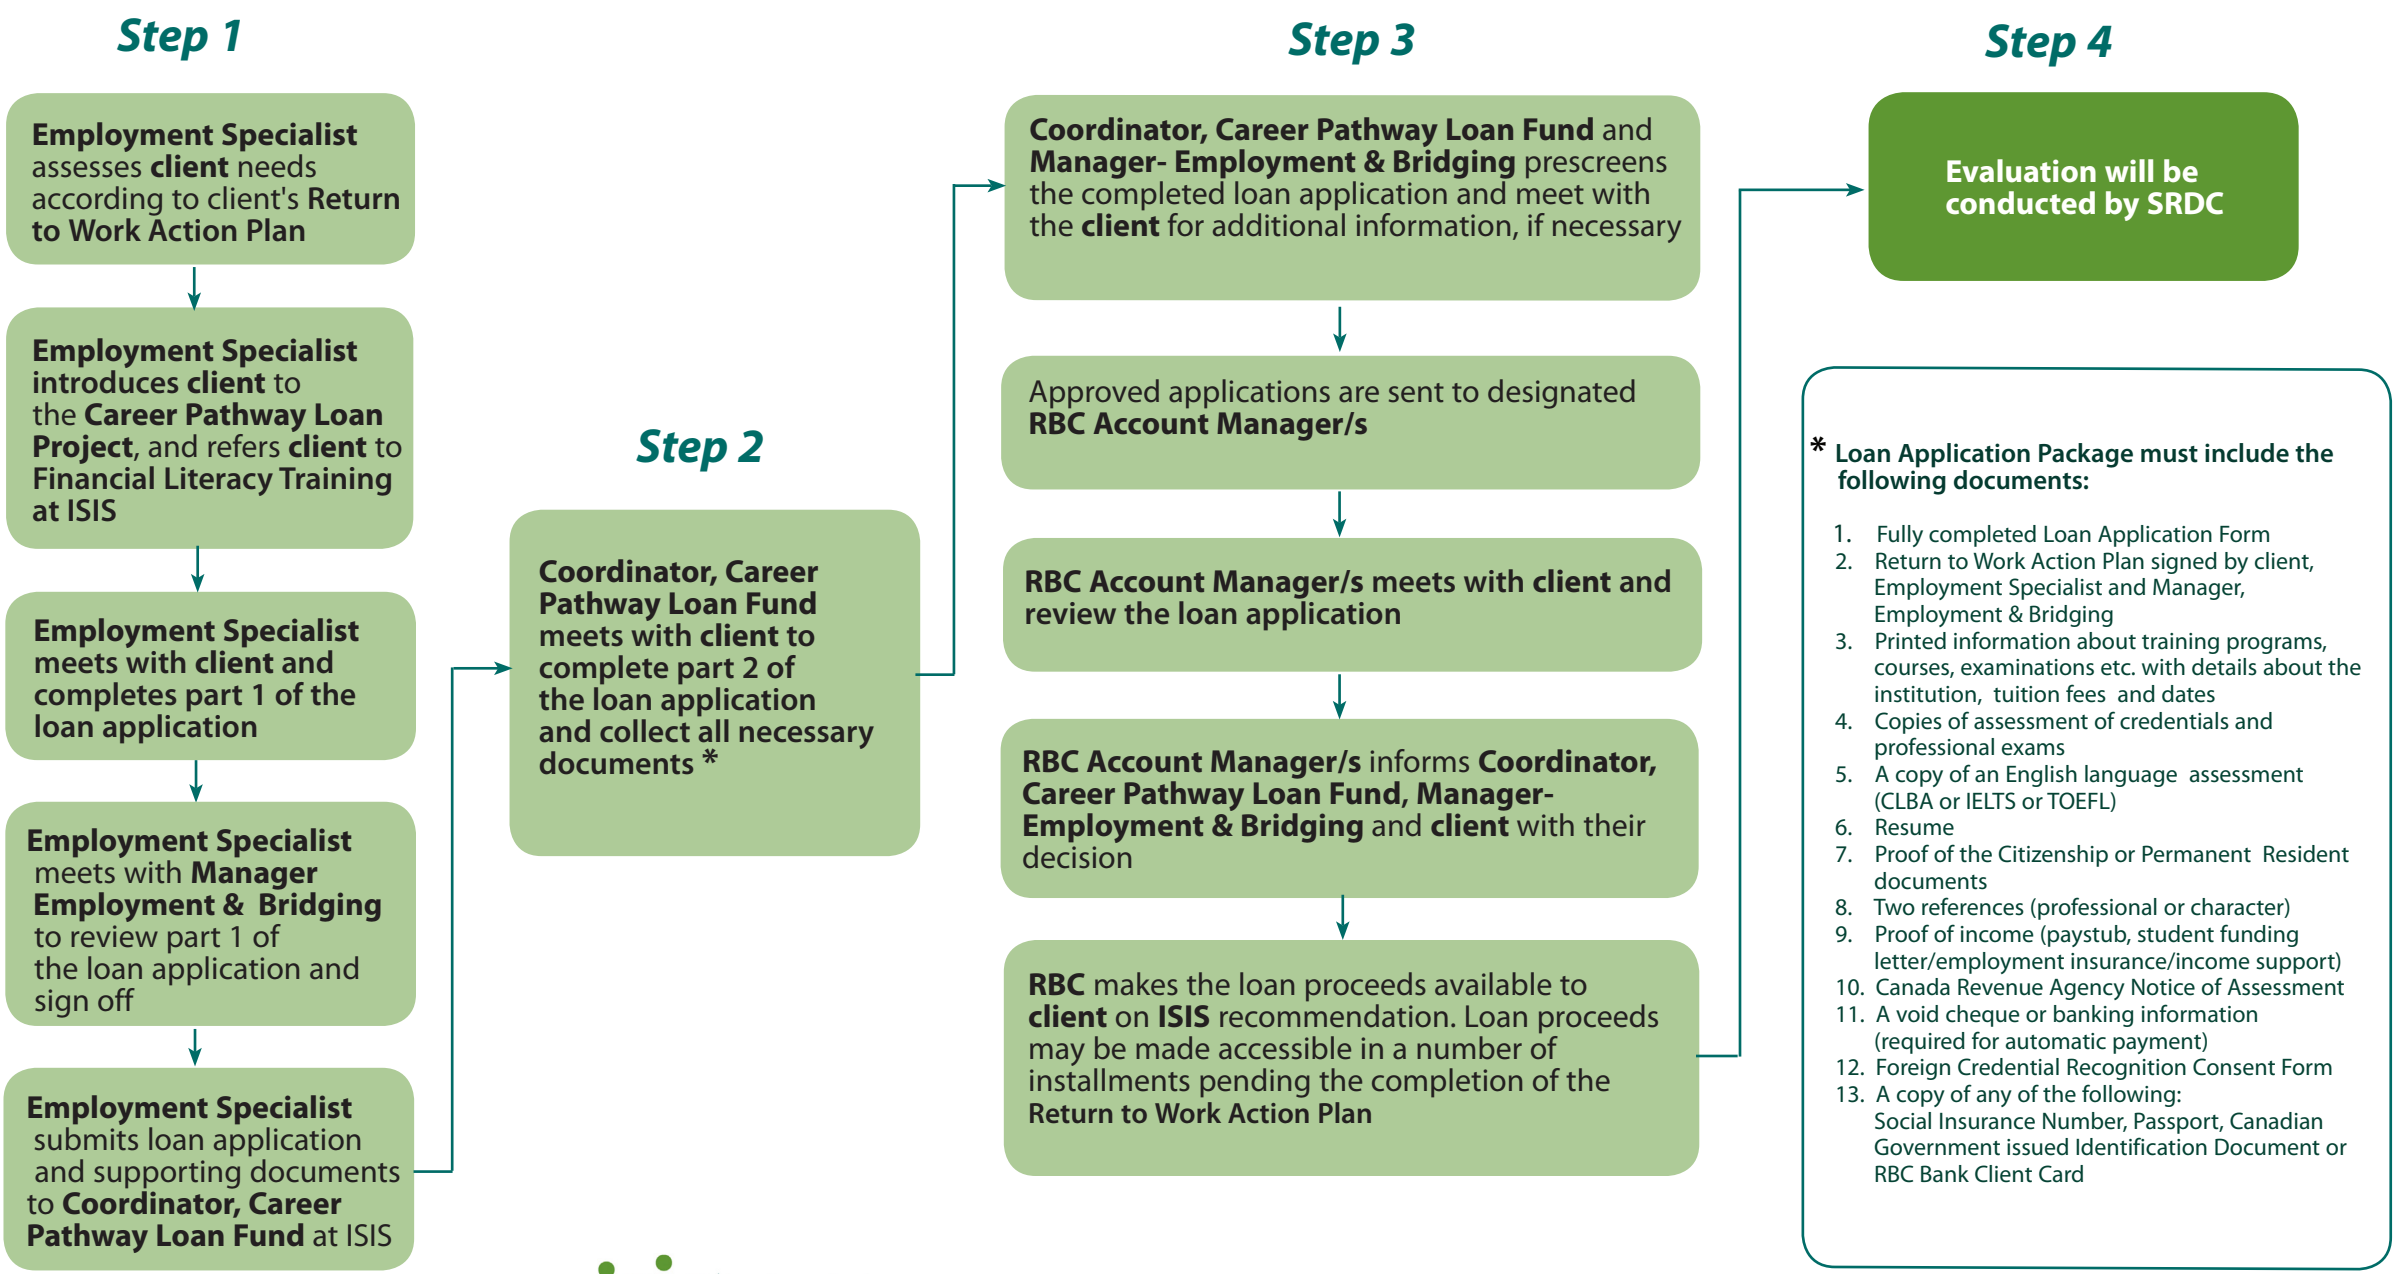 Step 1
Employment Specialist
assesses client needs
according to client's Return
to Work Action Plan
Employment Specialist
introduces client to
the Career Pathway Loan
Project, and refers client to
Financial Literacy Training
at ISIS
Employment Specialist
meets with client and
completes part 1 of the
loan application
Employment Specialist
meets with Manager
Employment & Bridging
to review part 1 of
the loan application and
sign off
Employment Specialist
submits loan application
and supporting documents
to Coordinator, Career
Pathway Loan Fund at ISIS
Step 2
Coordinator, Career
Pathway Loan Fund
meets with client to
complete part 2 of
the loan application
and collect all necessary
documents *
Step 3
Coordinator, Career Pathway Loan Fund and
Manager- Employment & Bridging prescreens
the completed loan application and meet with
the client for additional information, if necessary
Approved applications are sent to designated
RBC Account Manager/s
RBC Account Manager/s meets with client and
review the loan application
RBC Account Manager/s informs Coordinator,
Career Pathway Loan Fund, Manager-
Employment & Bridging and client with their
decision
RBC makes the loan proceeds available to
client on ISIS recommendation. Loan proceeds
may be made accessible in a number of
installments pending the completion of the
Return to Work Action Plan
Step 4
Evaluation will be
conducted by SRDC
* Loan Application Package must include the
following documents:
1. Fully completed Loan Application Form
2. Return to Work Action Plan signed by client,
Employment Specialist and Manager,
Employment & Bridging
3. Printed information about training programs,
courses, examinations etc. with details about the
institution, tuition fees and dates
4. Copies of assessment of credentials and
professional exams
5. A copy of an English language assessment
(CLBA or IELTS or TOEFL)
6. Resume
7. Proof of the Citizenship or Permanent Resident
documents
8. Two references (professional or character)
9. Proof of income (paystub, student funding
letter/employment insurance/income support)
10. Canada Revenue Agency Notice of Assessment
11. A void cheque or banking information
(required for automatic payment)
12. Foreign Credential Recognition Consent Form
13. A copy of any of the following:
Social Insurance Number, Passport, Canadian
Government issued Identification Document or
RBC Bank Client Card